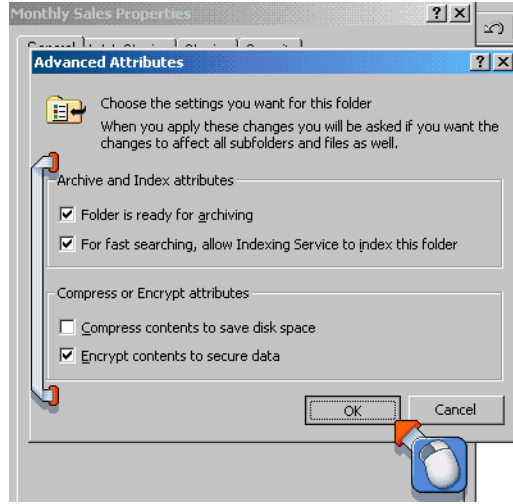 Monthly Sales Properties
General
Security
Advanced Attributes
Choose the settings you want for this folder
When you apply these changes you will be asked if you want the
changes to affect all subfolders and files as well.
Archive and Index attributes
Folder is ready for archiving
For fast searching, allow Indexing Service to index this folder
Compress or Encrypt attributes
Compress contents to save disk space
Encrypt contents to secure data
OK
Cancel